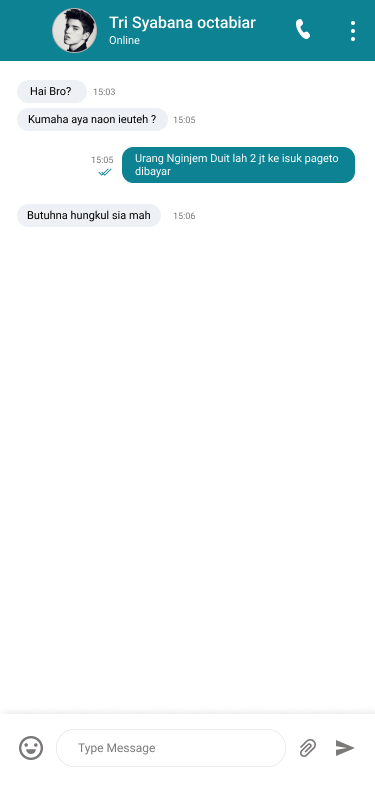 Tri Syabana octabiar
Online
Hai Bro?
15:03
Kumaha aya naon ieuteh ?
15:05
15:05
Urang Nginjem Duit lah 2 jt ke isuk pageto
dibayar
Butuhna hungkul sia mah
15:06
Type Message